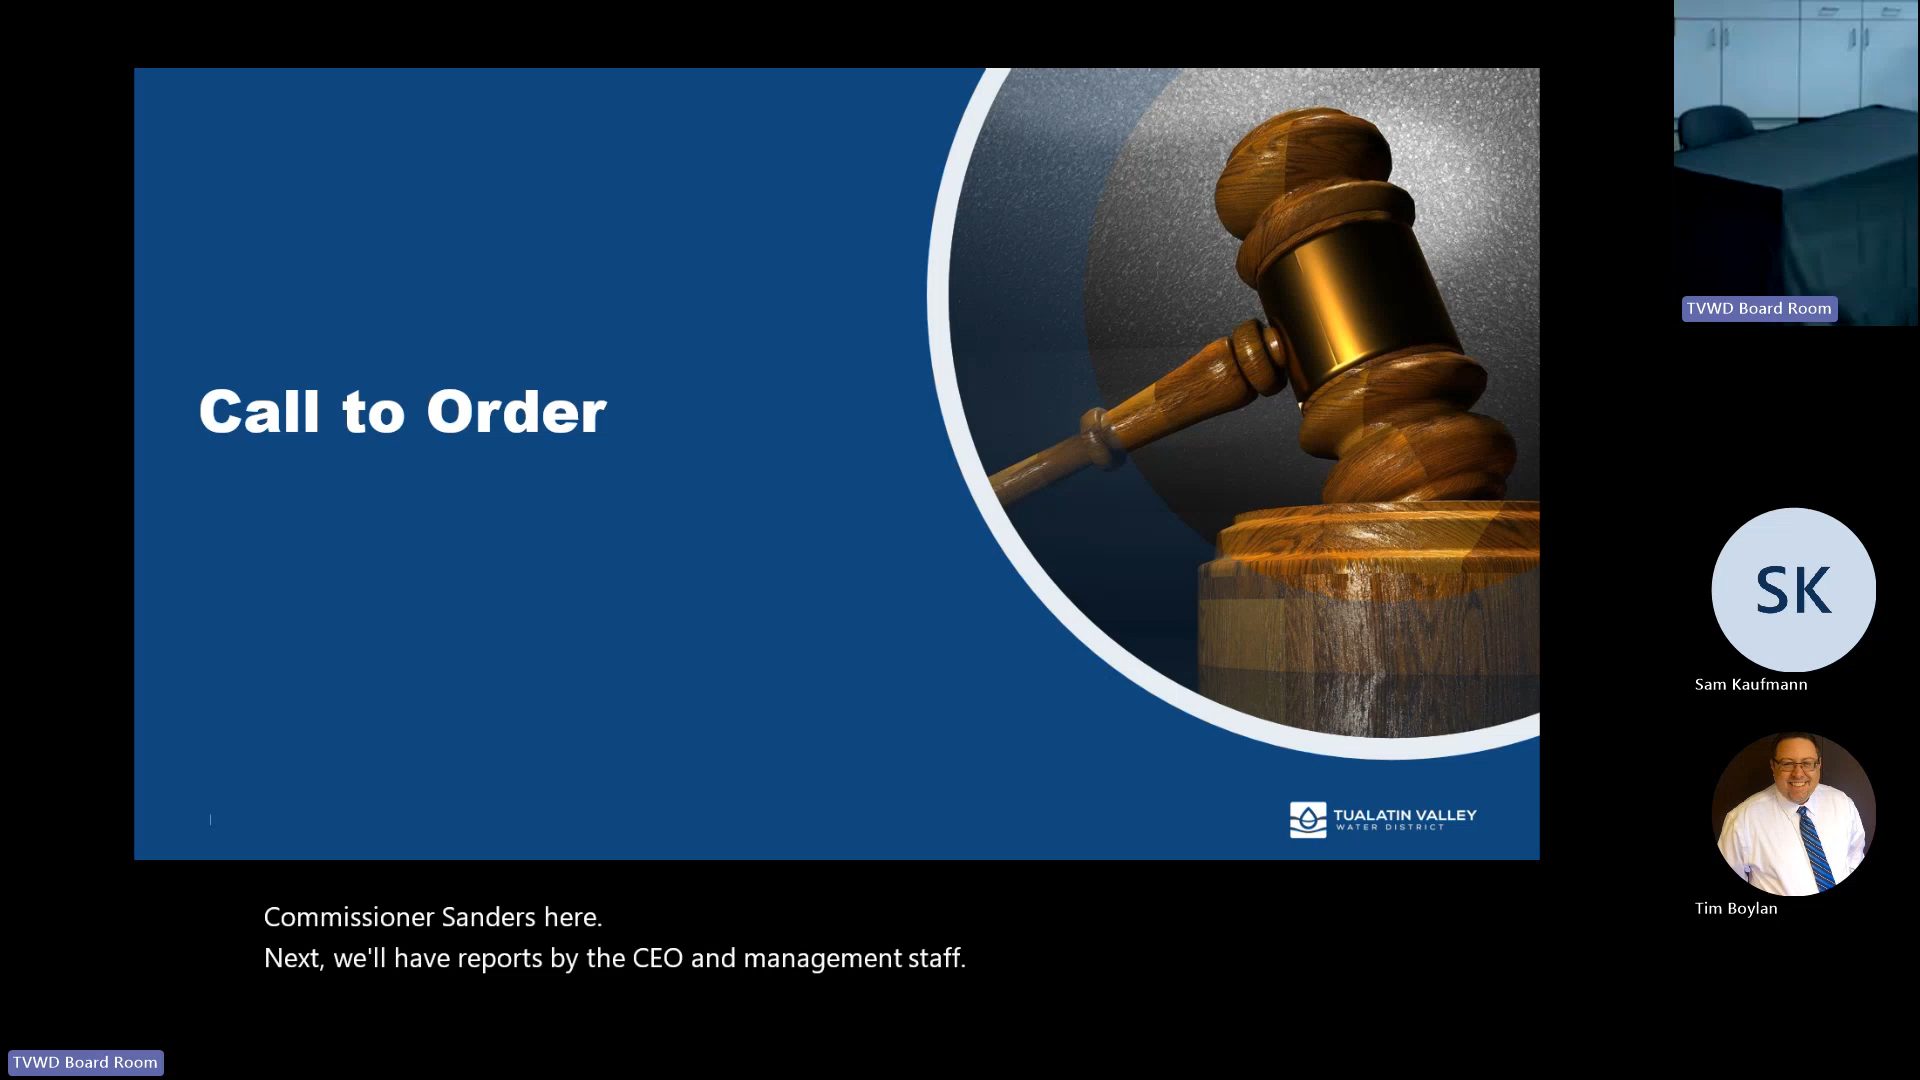 TVWD Board Room
Call to Order
SK
Sam Kaufmann
TUALATIN VALLEY
WATER DISTRICT
Tim Boylan
Commissioner Sanders here.
Next, we'll have reports by the CEO and management staff.
TVWD Board Room